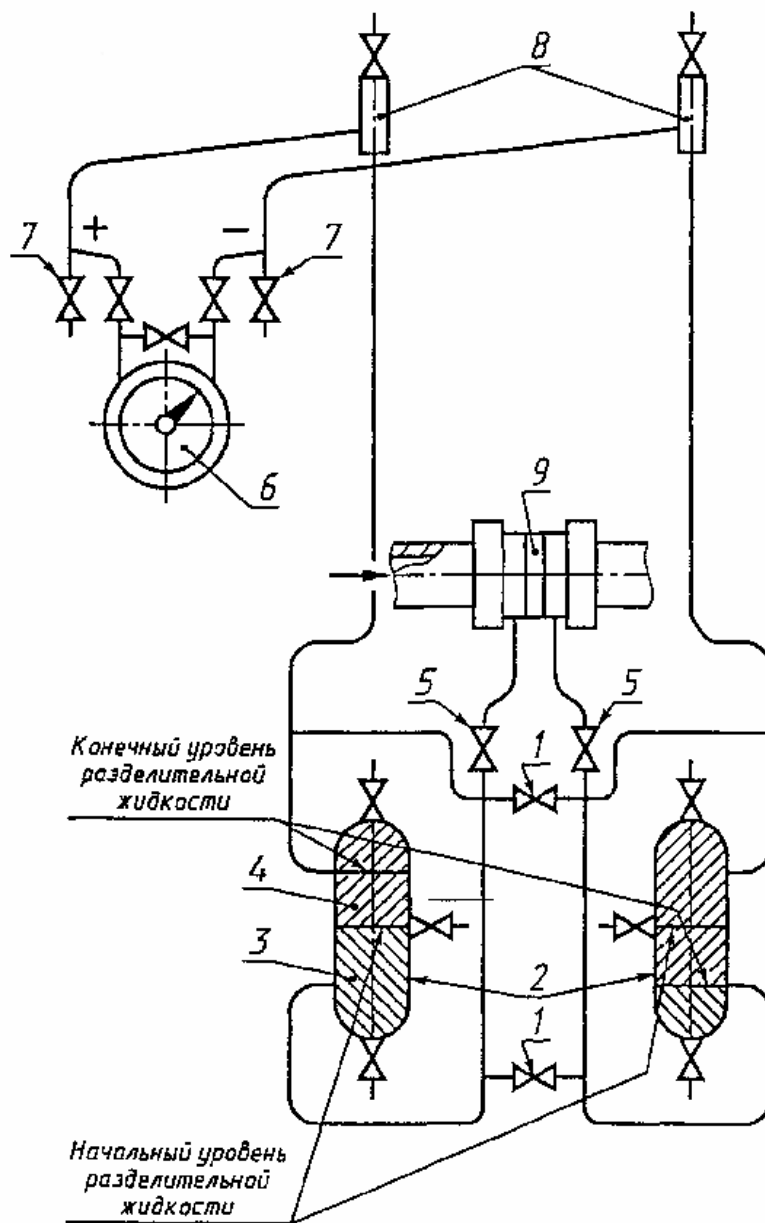 8
7
+
−
7
6
9
5
5
1
Конечный уровень
разделительной
жидкости
4
3
2
1
Начальный уровень
разделительной
жидкости